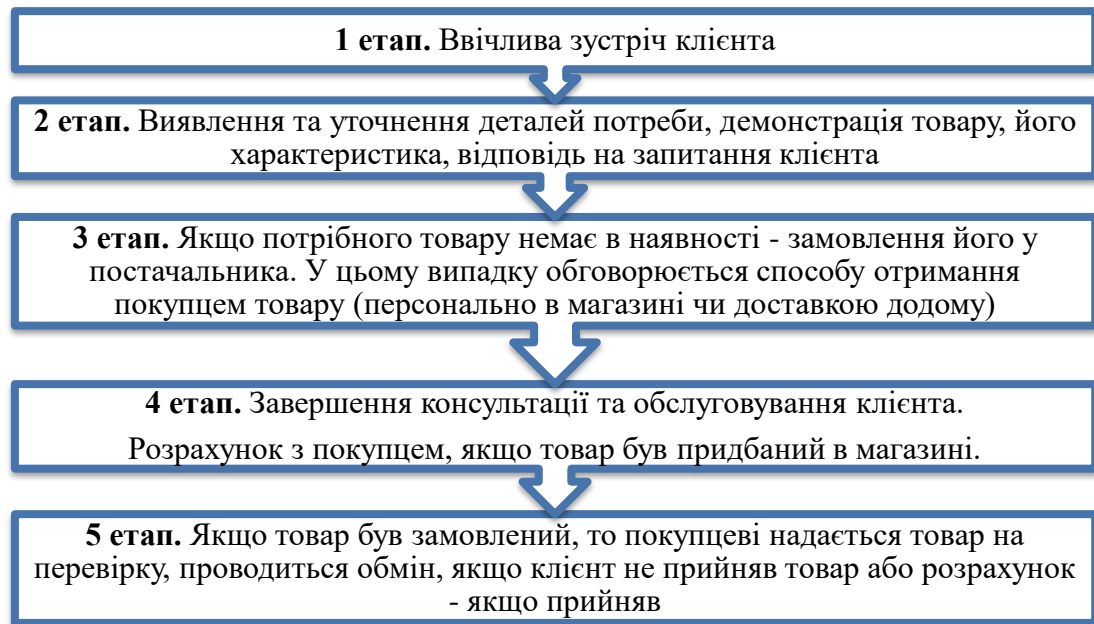 1 етап. Ввічлива зустріч клієнта
2 етап. Виявлення та уточнення деталей потреби, демонстрація товару, його
характеристика, відповідь на запитання клієнта
3 етап. Якщо потрібного товару немає в наявності - замовлення його у
постачальника. У цьому випадку обговорюється способу отримання
покупцем товару (персонально в магазині чи доставкою додому)
4 етап. Завершення консультації та обслуговування клієнта.
Розрахунок з покупцем, якщо товар був придбаний в магазині.
5 етап. Якщо товар був замовлений, то покупцеві надається товар на
перевірку, проводиться обмін, якщо клієнт не прийняв товар або розрахунок
- якщо прийняв